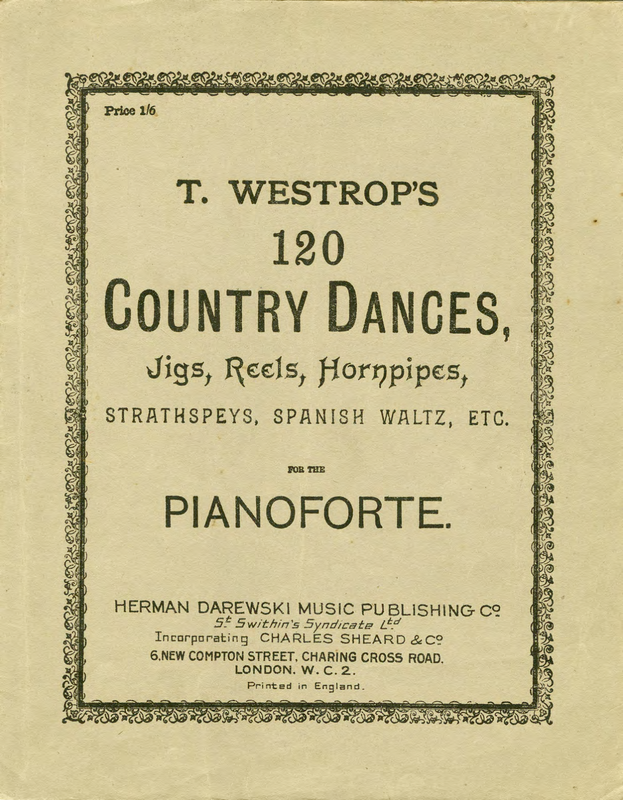 Price 1/6
T. WESTROP'S
120
COUNTRY DANCES,
Jigs, Reels, Hornpipes,
STRATHSPEYS, SPANISH WALTZ, ETC.
FOR THE
PIANOFORTE.
HERMAN DAREWSKI MUSIC PUBLISHING Cº
St Swithin's Syndicate Ltd
Incorporating CHARLES SHEARD & Cº
6, NEW COMPTON STREET, CHARING CROSS ROAD.
LONDON, W.C.2.
Printed in England.